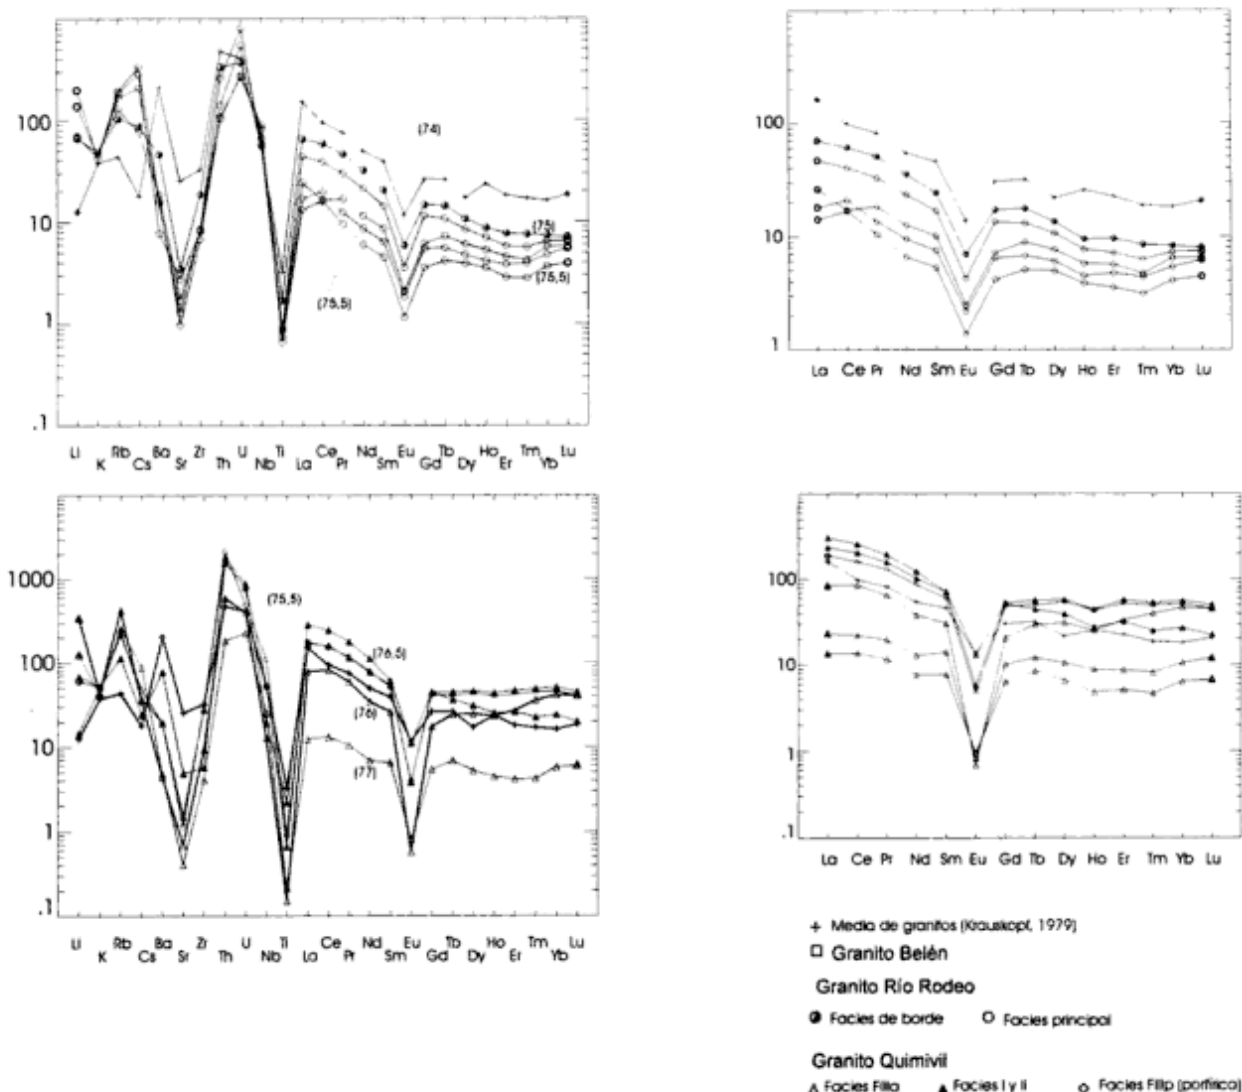 100
10
1
.1
(74)
(75)
(75,5)
(75,5)
Li K Rb Cs Ba Sr Zr Th U Nb Ti La Ce Pr Nd Sm Eu Gd Tb Dy Ho Er Tm Yb Lu
100
10
1
La Ce Pr Nd Sm Eu Gd Tb Dy Ho Er Tm Yb Lu
1000
100
10
1
.1
(75,5)
(76,5)
(76)
(77)
Li K Rb Cs Ba Sr Zr Th U Nb Ti La Ce Pr Nd Sm Eu Gd Tb Dy Ho Er Tm Yb Lu
100
10
1
.1
La Ce Pr Nd Sm Eu Gd Tb Dy Ho Er Tm Yb Lu
+ Media de granitos (Krauskopf, 1979)
Granito Belén
Granito Río Rodeo
Facies de borde Facies principal
Granito Quimivil
Facies FIIIa Facies I y II Facies FIIIp (porfírica)